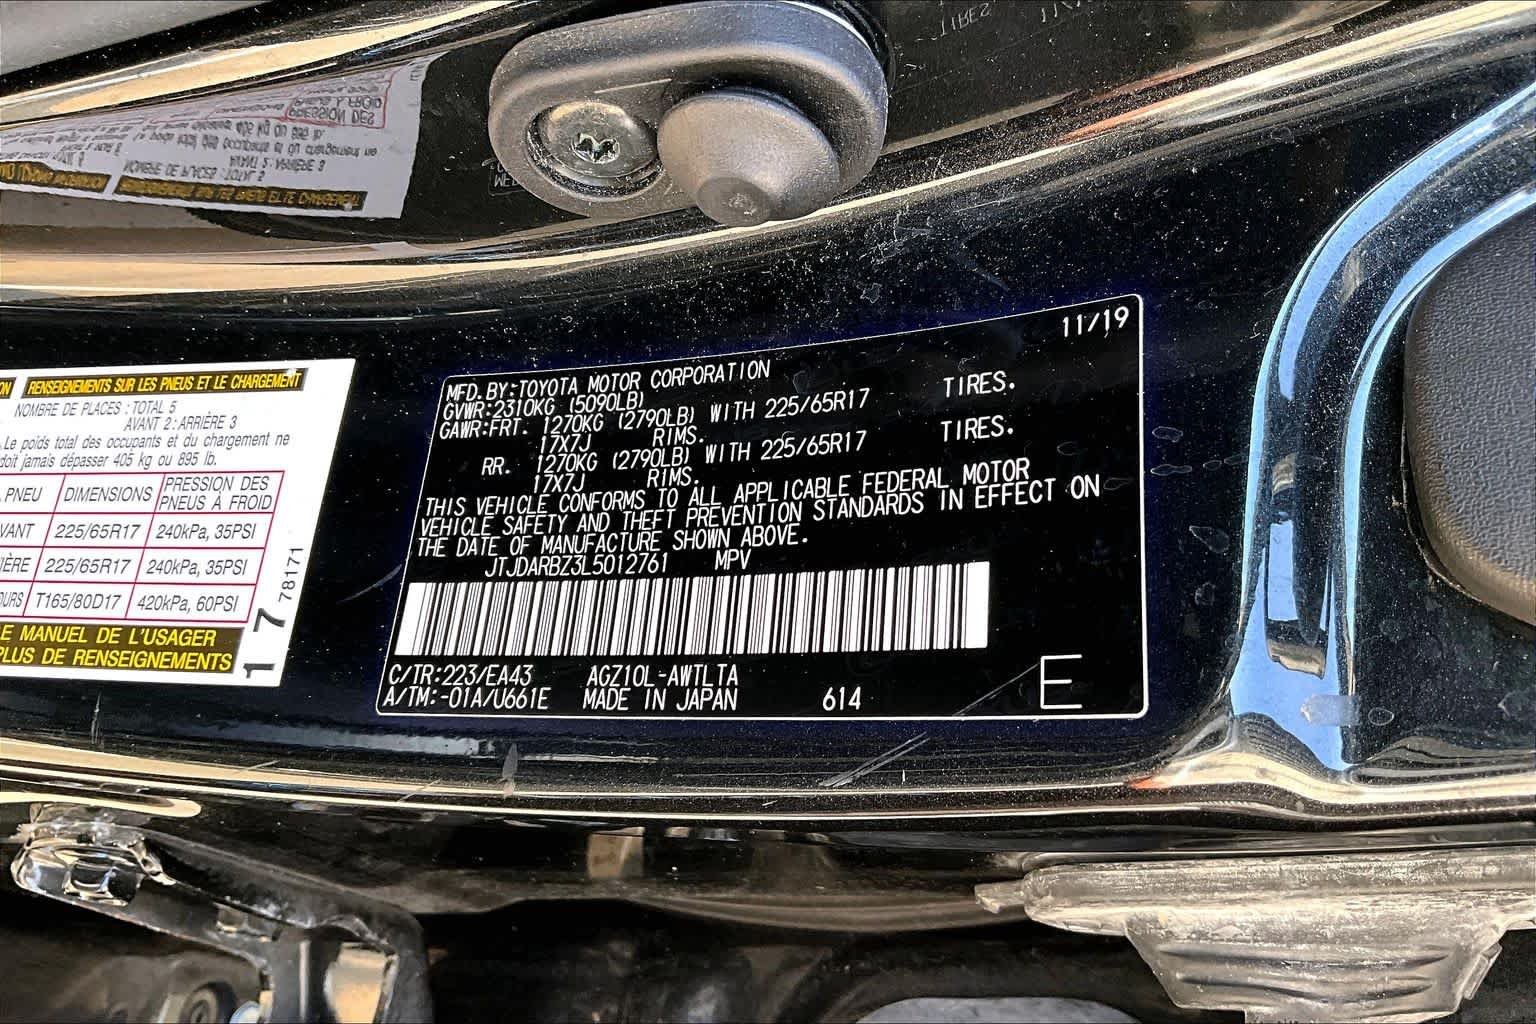 ON RENSEIGNEMENTS SUR LES PNEUS ET LE CHARGEMENT
NOMBRE DE PLACES : TOTAL 5
AVANT 2 : ARRIÈRE 3
Le poids total des occupants et du chargement ne
doit jamais dépasser 405 kg ou 895 lb.
PNEU DIMENSIONS PRESSION DES PNEUS À FROID
VANT 225/65R17 240kPa, 35PSI
IÈRE 225/65R17 240kPa, 35PSI
OURS T165/80D17 420kPa, 60PSI
E MANUEL DE L'USAGER
PLUS DE RENSEIGNEMENTS
17 78171
11/19
MFD. BY:TOYOTA MOTOR CORPORATION
GVWR:2310KG (5090LB)
GAWR:FRT. 1270KG (2790LB) WITH 225/65R17 TIRES.
17X7J RIMS.
RR. 1270KG (2790LB) WITH 225/65R17 TIRES.
17X7J RIMS.
THIS VEHICLE CONFORMS TO ALL APPLICABLE FEDERAL MOTOR
VEHICLE SAFETY AND THEFT PREVENTION STANDARDS IN EFFECT ON
THE DATE OF MANUFACTURE SHOWN ABOVE.
JTJDARBZ3L5012761 MPV
C/TR:223/EA43 AGZ10L-AWTLTA
A/TM:-01A/U661E MADE IN JAPAN 614 E